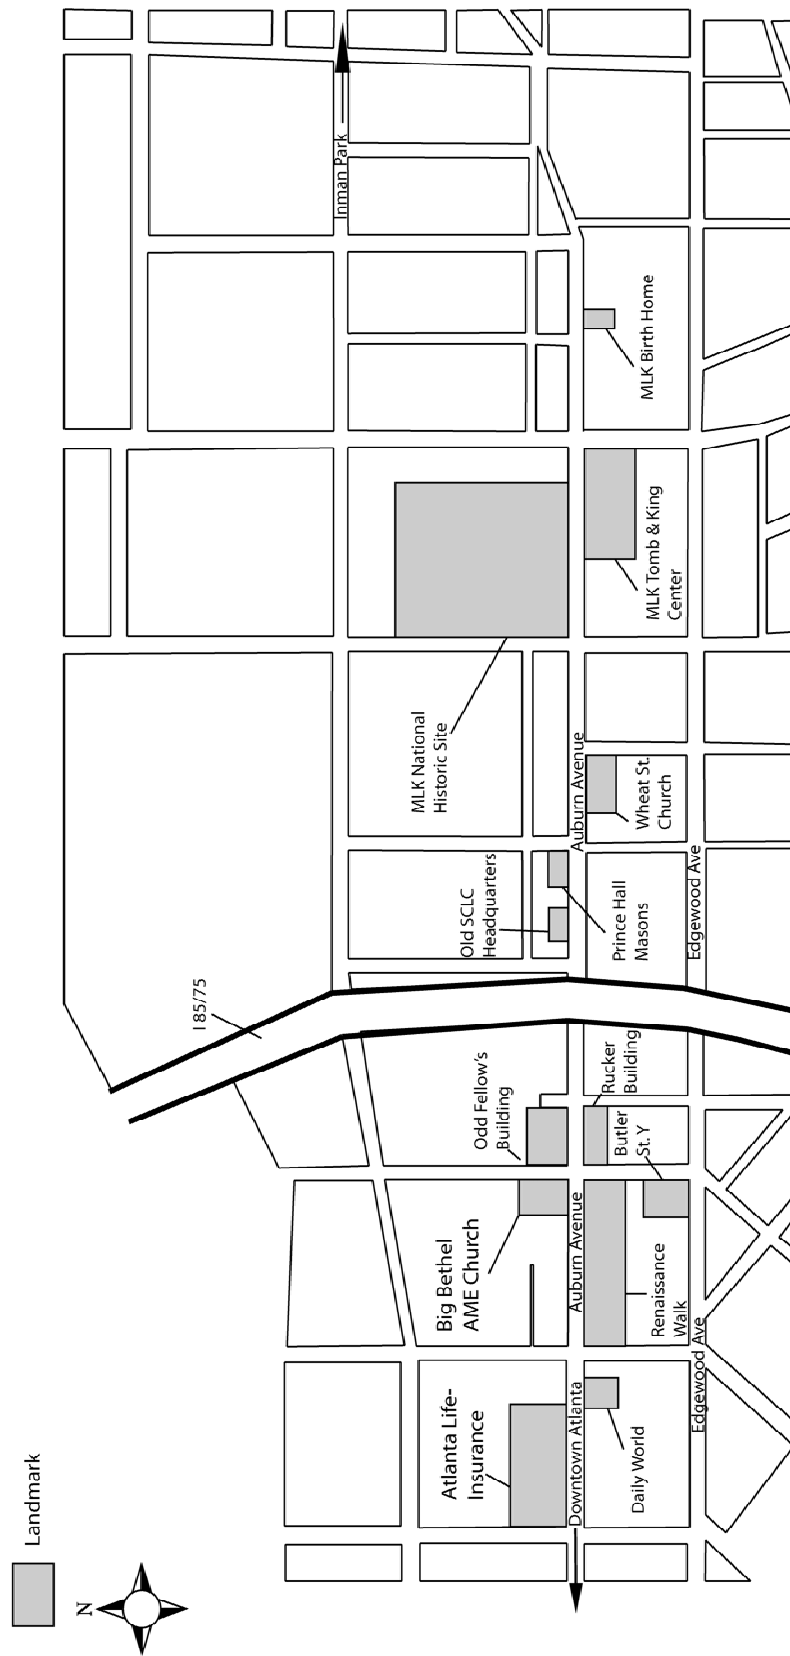 Landmark
N
Inman Park
MLK Birth Home
MLK Tomb & King
Center
MLK National
Historic Site
Auburn Avenue
Wheat St.
Church
Old SCLC
Headquarters
Prince Hall
Masons
Edgewood Ave
185/75
Odd Fellow's
Building
Rucker
Building
Butler
St. Y
Big Bethel
AME Church
Auburn Avenue
Renaissance
Walk
Edgewood Ave
Atlanta Life-
Insurance
Downtown Atlanta
Daily World